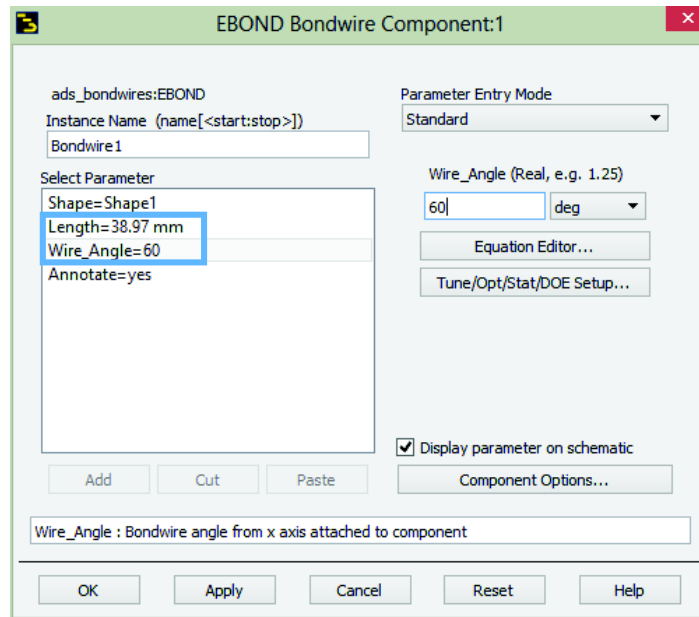 EBOND Bondwire Component:1
ads_bondwires:EBOND
Instance Name (name[<start:stop>])
Bondwire1
Select Parameter
Shape=Shape1
Length=38.97 mm
Wire_Angle=60
Annotate=yes
Add Cut Paste
Parameter Entry Mode
Standard
Wire_Angle (Real, e.g. 1.25)
60 deg
Equation Editor...
Tune/Opt/Stat/DOE Setup...
Display parameter on schematic
Component Options...
Wire_Angle : Bondwire angle from x axis attached to component
OK Apply Cancel Reset Help